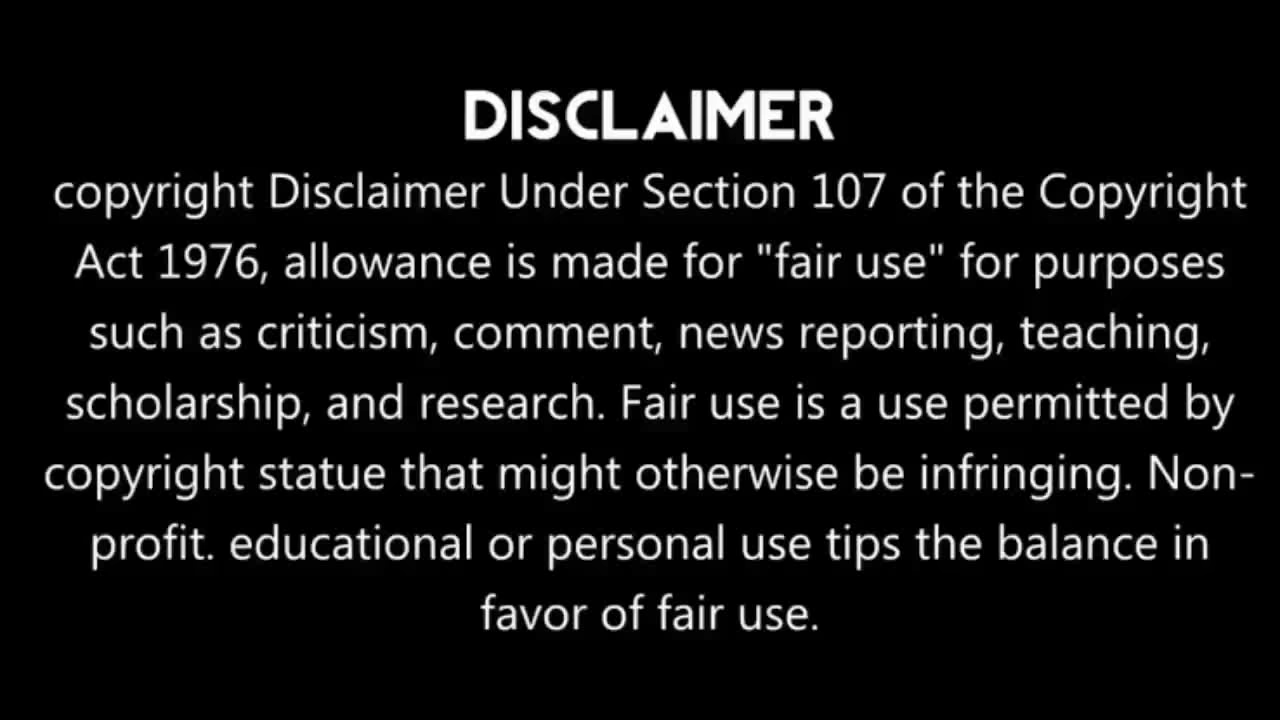 DISCLAIMER
copyright Disclaimer Under Section 107 of the Copyright
Act 1976, allowance is made for "fair use" for purposes
such as criticism, comment, news reporting, teaching,
scholarship, and research. Fair use is a use permitted by
copyright statue that might otherwise be infringing. Non-
profit. educational or personal use tips the balance in
favor of fair use.